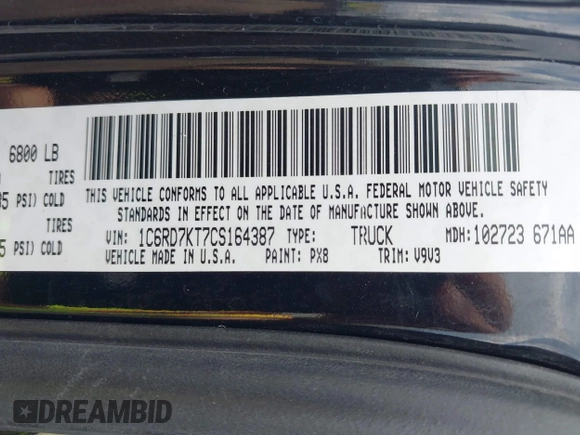 6800 LB
TIRES
PSI) COLD
TIRES
5 PSI) COLD
THIS VEHICLE CONFORMS TO ALL APPLICABLE U.S.A. FEDERAL MOTOR VEHICLE SAFETY
STANDARDS IN EFFECT ON THE DATE OF MANUFACTURE SHOWN ABOVE.
VIN: 1C6RD7KT7CS164387 TYPE: TRUCK MDH: 102723 671AA
VEHICLE MADE IN U.S.A. PAINT: PX8 TRIM: V9V3
DREAMBID